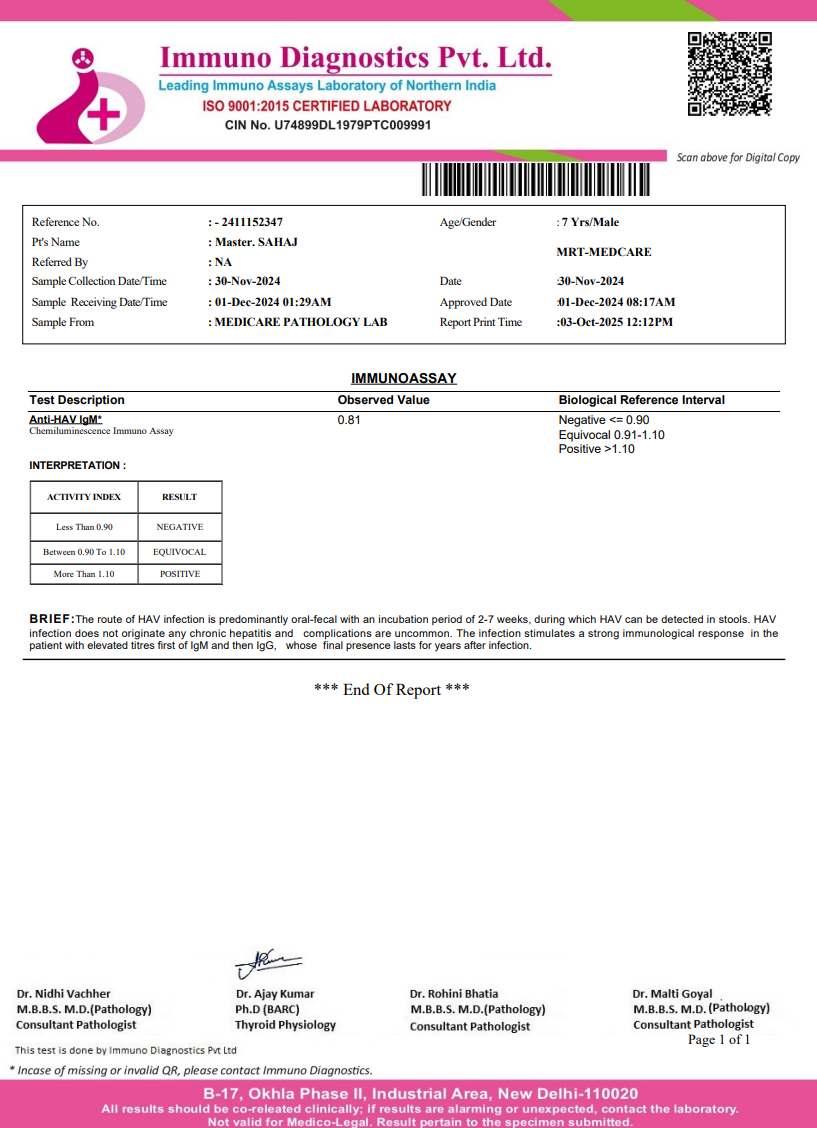 Immuno Diagnostics Pvt. Ltd.
Leading Immuno Assays Laboratory of Northern India
ISO 9001:2015 CERTIFIED LABORATORY
CIN No. U74899DL1979PTC009991
Scan above for Digital Copy
Reference No. : - 2411152347 Age/Gender : 7 Yrs/Male
Pt's Name : Master. SAHAJ
MRT-MEDCARE
Referred By : NA
Sample Collection Date/Time : 30-Nov-2024 Date :30-Nov-2024
Sample Receiving Date/Time : 01-Dec-2024 01:29AM Approved Date :01-Dec-2024 08:17AM
Sample From : MEDICARE PATHOLOGY LAB Report Print Time :03-Oct-2025 12:12PM
IMMUNOASSAY
Test Description Observed Value Biological Reference Interval
Anti-HAV IgM* 0.81 Negative <= 0.90
Chemiluminescence Immuno Assay
Equivocal 0.91-1.10
Positive >1.10
INTERPRETATION :
ACTIVITY INDEX RESULT
Less Than 0.90 NEGATIVE
Between 0.90 To 1.10 EQUIVOCAL
More Than 1.10 POSITIVE
BRIEF:The route of HAV infection is predominantly oral-fecal with an incubation period of 2-7 weeks, during which HAV can be detected in stools. HAV
infection does not originate any chronic hepatitis and complications are uncommon. The infection stimulates a strong immunological response in the
patient with elevated titres first of IgM and then IgG, whose final presence lasts for years after infection.
*** End Of Report ***
Dr. Nidhi Vachher
M.B.B.S. M.D.(Pathology)
Consultant Pathologist
Dr. Ajay Kumar
Ph.D (BARC)
Thyroid Physiology
Dr. Rohini Bhatia
M.B.B.S. M.D.(Pathology)
Consultant Pathologist
Dr. Malti Goyal
M.B.B.S. M.D. (Pathology)
Consultant Pathologist
Page 1 of 1
This test is done by Immuno Diagnostics Pvt Ltd
* Incase of missing or invalid QR, please contact Immuno Diagnostics.
B-17, Okhla Phase II, Industrial Area, New Delhi-110020
All results should be co-releated clinically; if results are alarming or unexpected, contact the laboratory.
Not valid for Medico-Legal. Result pertain to the specimen submitted.